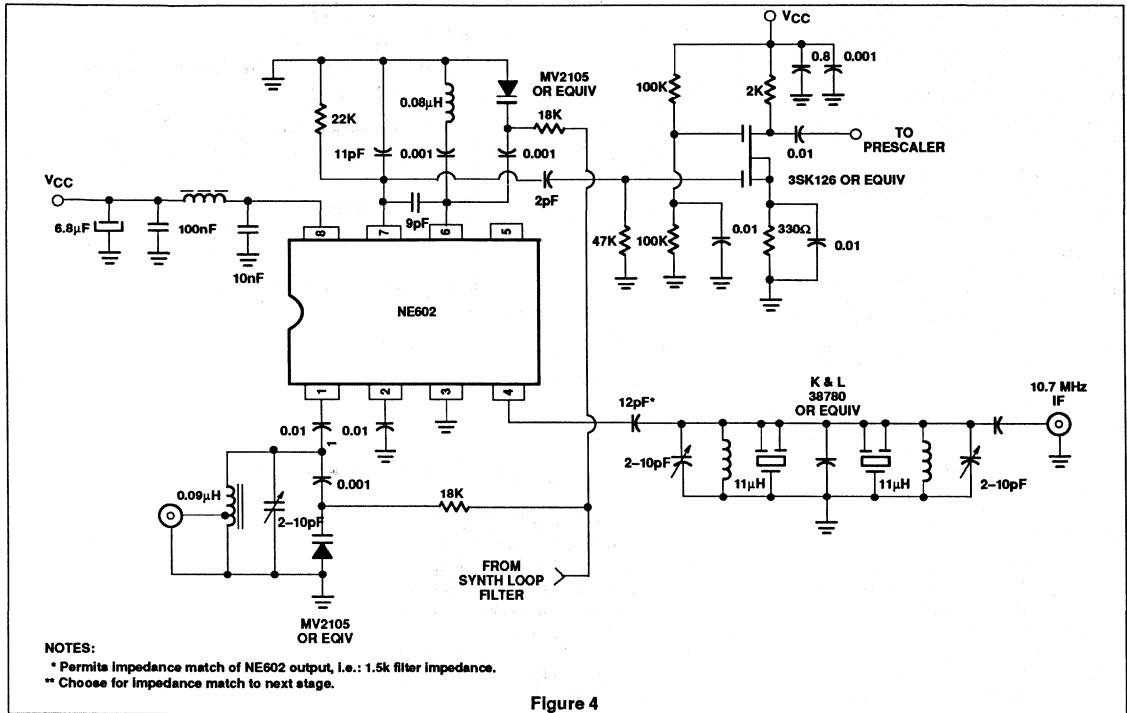 VCC
0.8 0.001
MV2105
OR EQUIV
100K
2K
0.08µH
18K
22K
TO
PRESCALER
0.01
11pF
0.001
0.001
3SK126 OR EQUIV
VCC
2pF
9pF
6.8µF
100nF
8
7
6
5
47K
100K
0.01
330Ω
0.01
10nF
NE602
1
2
3
4
K & L
38780
OR EQUIV
10.7 MHz
IF
12pF*
0.01
0.01
1
2–10pF
11µH
11µH
2–10pF
0.001
0.09µH
18K
2–10pF
FROM
SYNTH LOOP
FILTER
MV2105
OR EQIV
NOTES:
* Permits impedance match of NE602 output, i.e.: 1.5k filter impedance.
** Choose for impedance match to next stage.
Figure 4